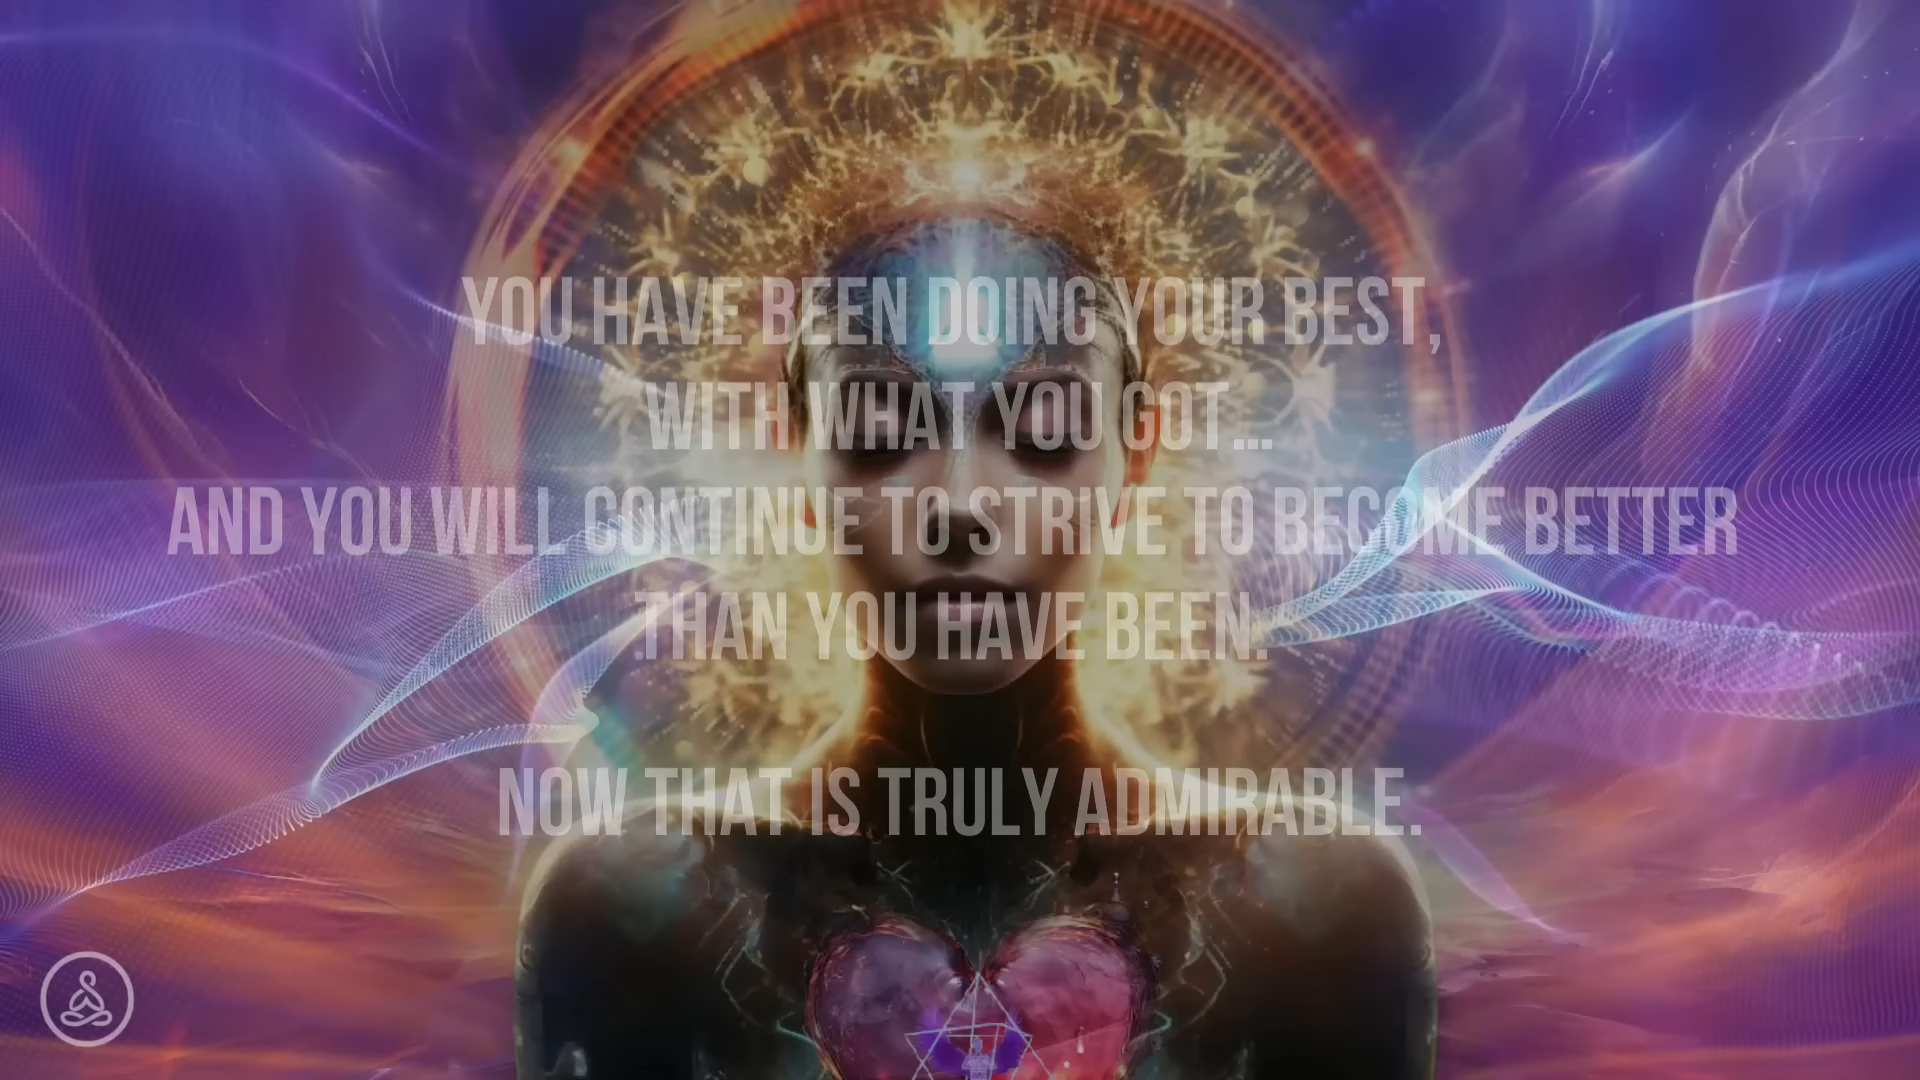 YOU HAVE BEEN DOING YOUR BEST,
WITH WHAT YOU GOT...
AND YOU WILL CONTINUE TO STRIVE TO BECOME BETTER
THAN YOU HAVE BEEN.
NOW THAT IS TRULY ADMIRABLE.